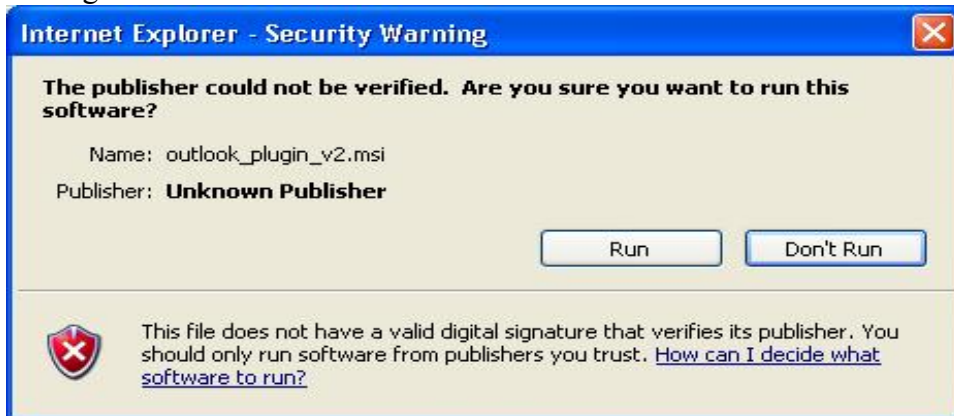 Internet Explorer - Security Warning
The publisher could not be verified.  Are you sure you want to run this
software?
Name: outlook_plugin_v2.msi
Publisher: Unknown Publisher
Run
Don't Run
This file does not have a valid digital signature that verifies its publisher. You
should only run software from publishers you trust. How can I decide what
software to run?